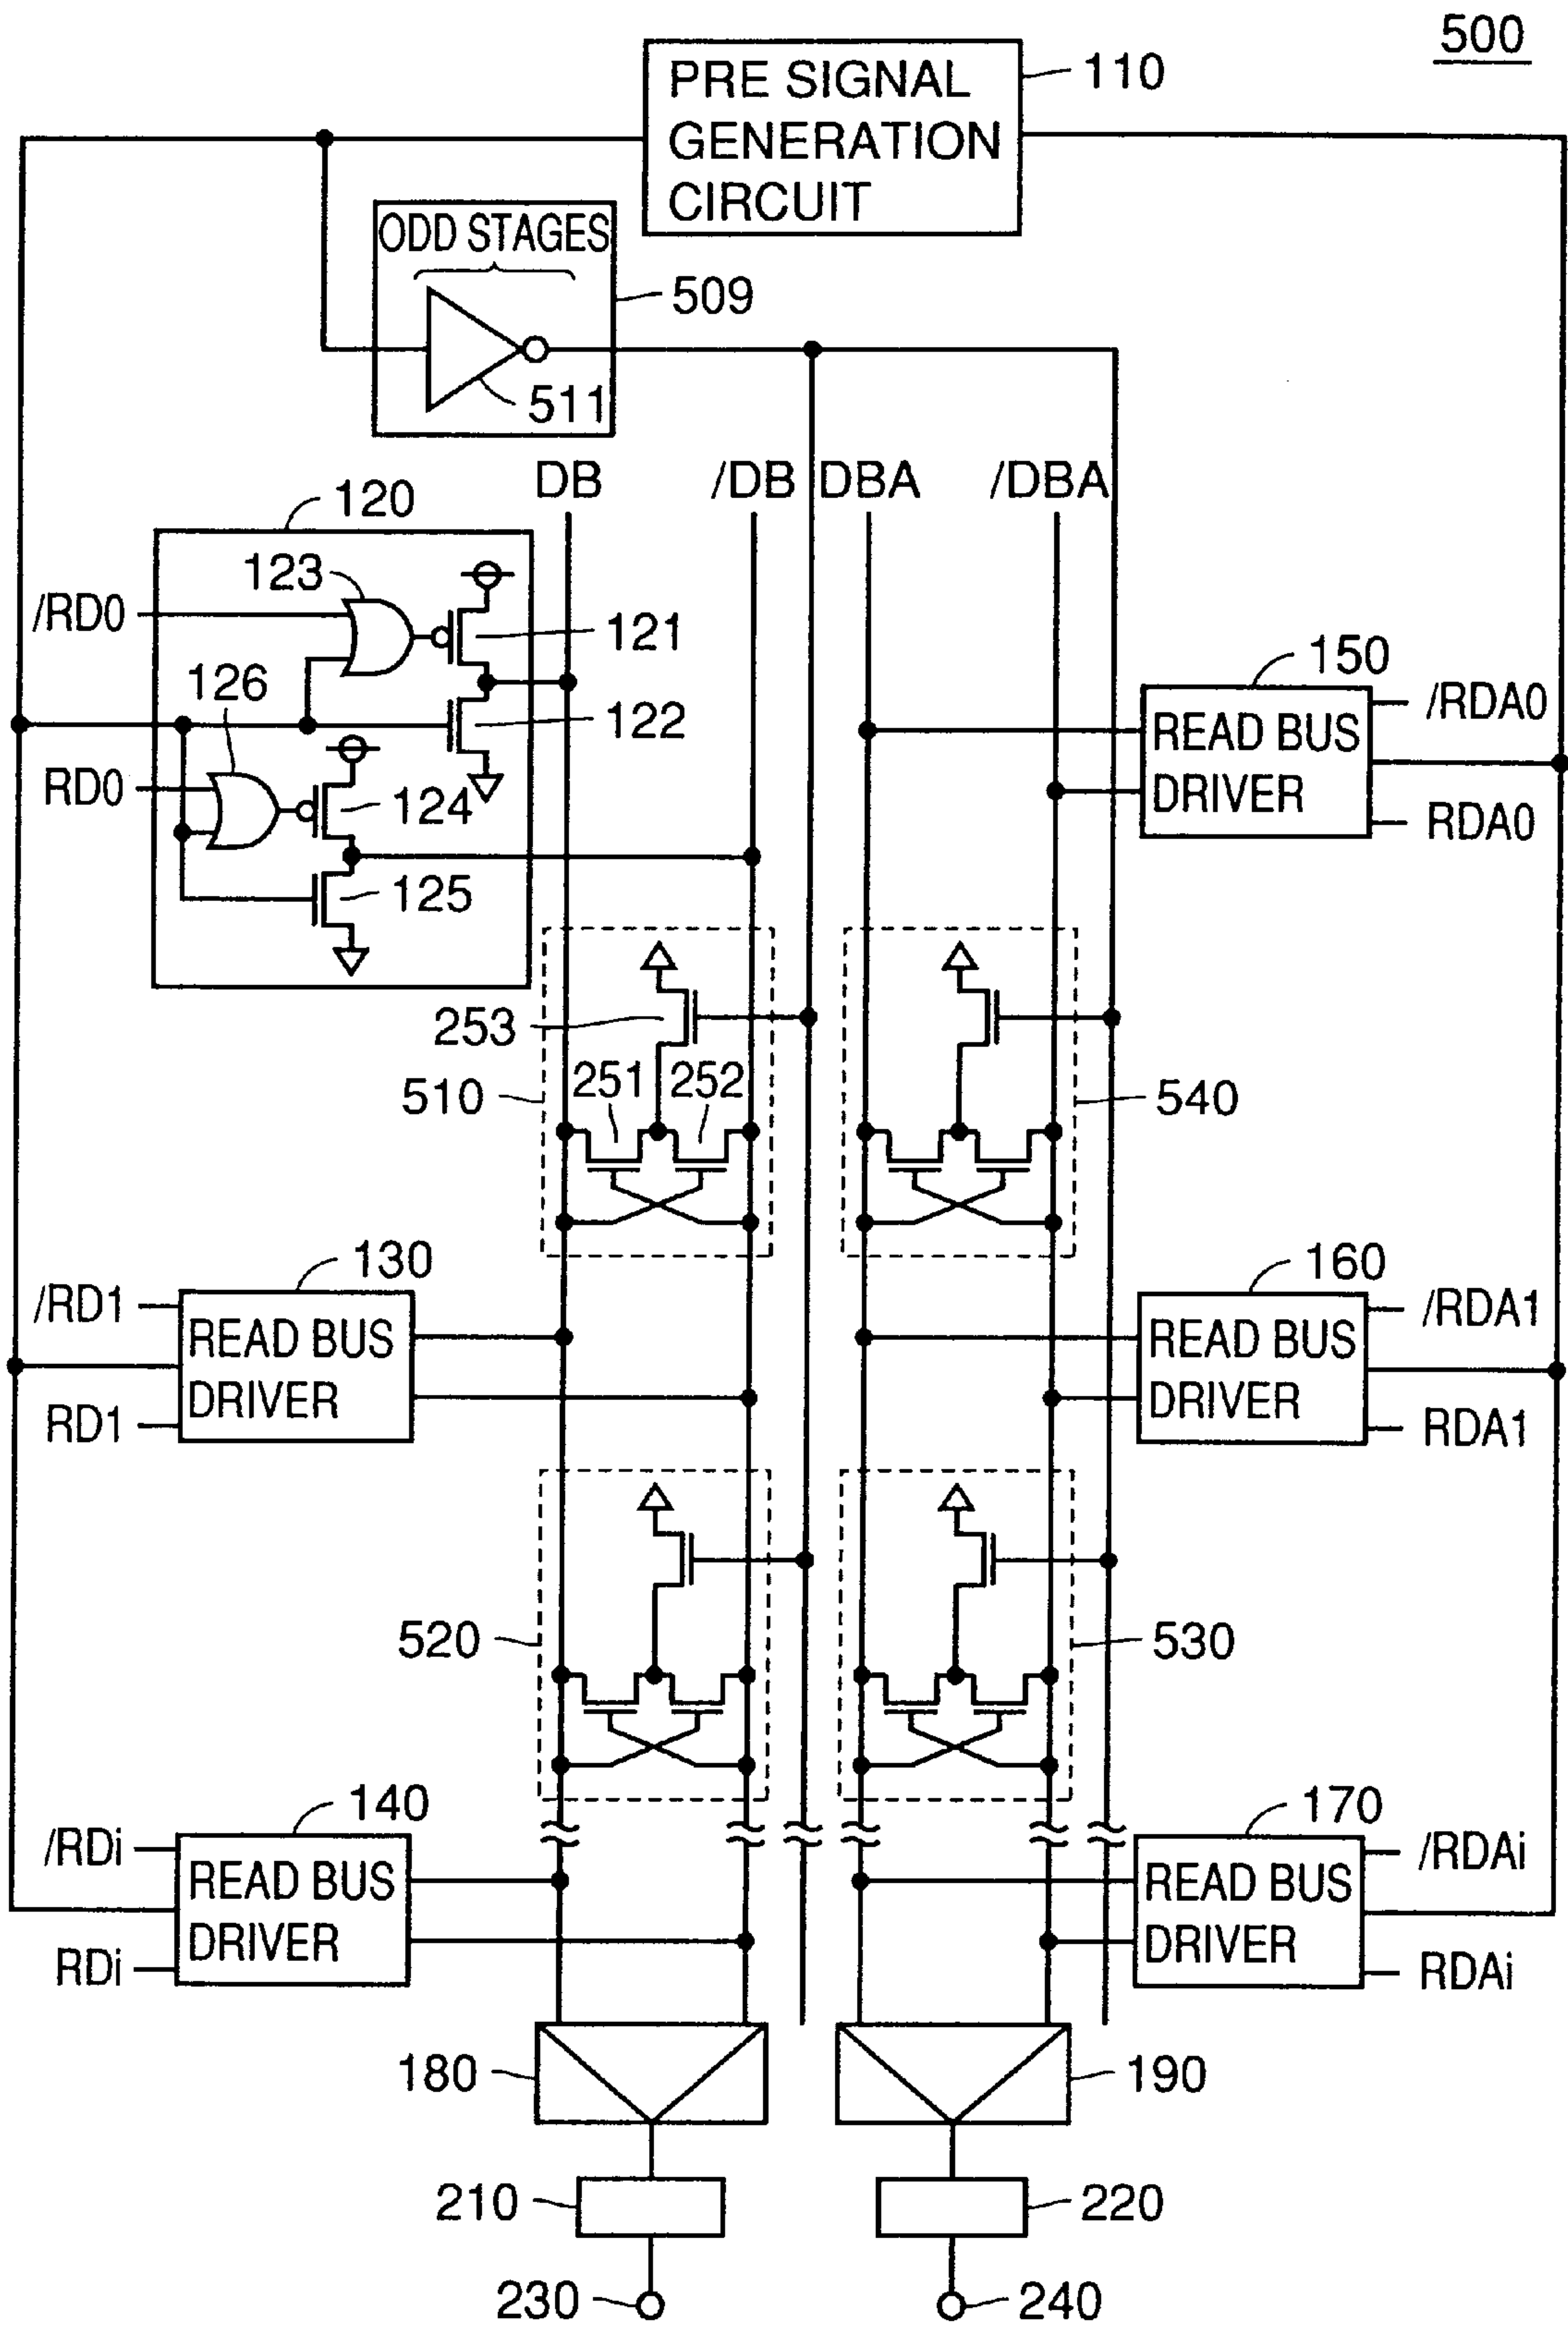 500
PRE SIGNAL
GENERATION
CIRCUIT
110
ODD STAGES
509
511
DB
/DB
DBA
/DBA
120
123
/RD0
121
126
122
RD0
124
125
150
READ BUS
DRIVER
/RDA0
RDA0
253
251
252
510
540
130
/RD1
READ BUS
DRIVER
RD1
160
READ BUS
DRIVER
/RDA1
RDA1
520
530
140
/RDi
READ BUS
DRIVER
RDi
170
READ BUS
DRIVER
/RDAi
RDAi
180
190
210
220
230
240